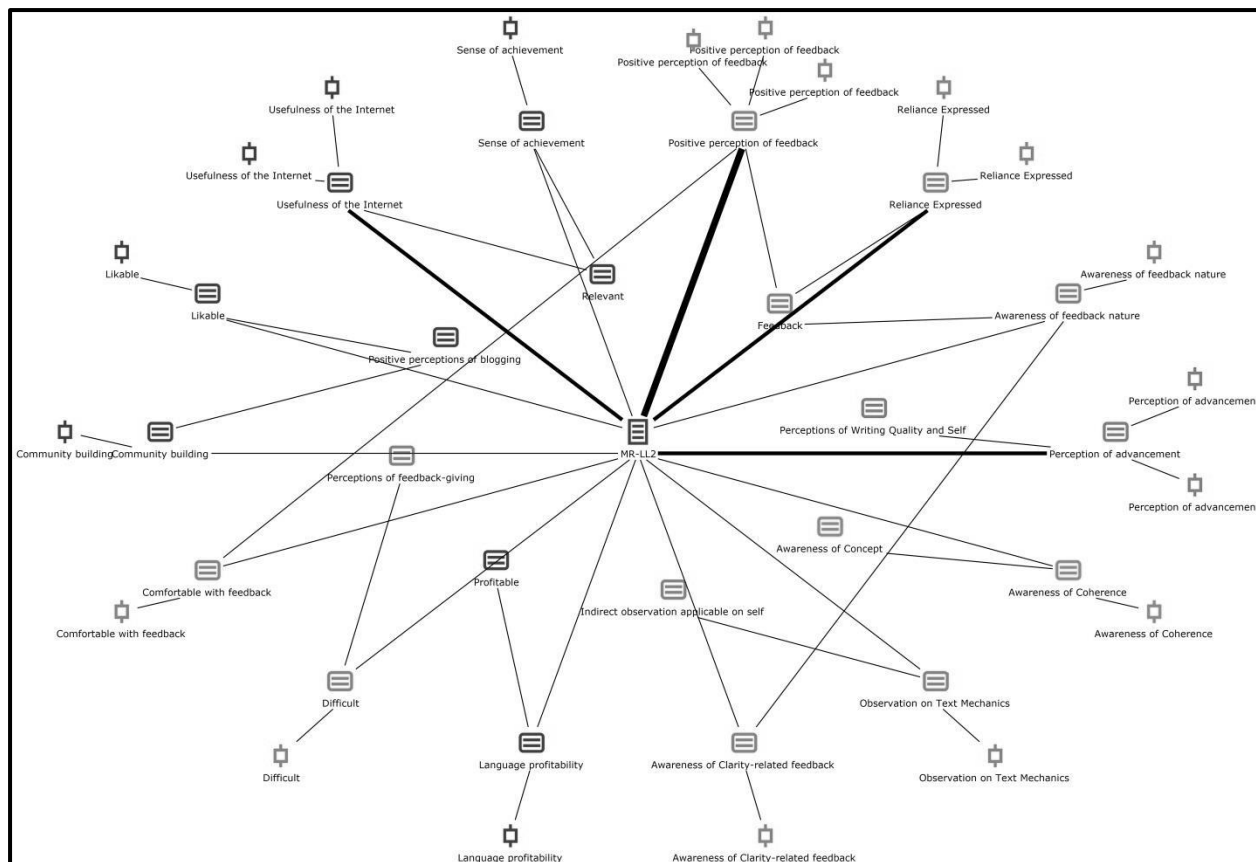 Sense of achievement
Positive perception of feedback
Positive perception of feedback
Positive perception of feedback
Usefulness of the Internet
Reliance Expressed
Sense of achievement
Positive perception of feedback
Usefulness of the Internet
Reliance Expressed
Usefulness of the Internet
Reliance Expressed
Likable
Awareness of feedback nature
Relevant
Likable
Feedback
Awareness of feedback nature
Positive perceptions of blogging
Perception of advancemen
Perceptions of Writing Quality and Self
Community building
Community building
MR-LL2
Perception of advancement
Perceptions of feedback-giving
Perception of advancemen
Awareness of Concept
Profitable
Comfortable with feedback
Awareness of Coherence
Indirect observation applicable on self
Comfortable with feedback
Awareness of Coherence
Difficult
Observation on Text Mechanics
Language profitability
Awareness of Clarity-related feedback
Difficult
Observation on Text Mechanics
Language profitability
Awareness of Clarity-related feedback